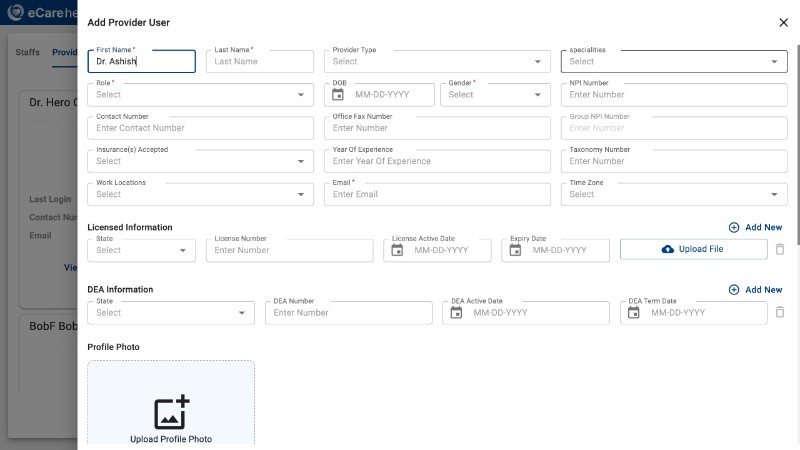 eCare he
Add Provider User
Staffs
Provid
First Name *
Dr. Ashish
Last Name *
Last Name
Provider Type
Select
specialities
Select
Role *
Select
DOB
MM-DD-YYYY
Gender *
Select
NPI Number
Enter Number
Dr. Hero C
Contact Number
Enter Contact Number
Office Fax Number
Enter Number
Group NPI Number
Enter Number
Insurance(s) Accepted
Select
Year Of Experience
Enter Year Of Experience
Taxonomy Number
Enter Number
Work Locations
Select
Email *
Enter Email
Time Zone
Select
Last Login
Contact Num
Email
Vie
Licensed Information
Add New
State
Select
License Number
Enter Number
License Active Date
MM-DD-YYYY
Expiry Date
MM-DD-YYYY
Upload File
DEA Information
Add New
State
Select
DEA Number
Enter Number
DEA Active Date
MM-DD-YYYY
DEA Term Date
MM-DD-YYYY
BobF Bob
Profile Photo
Upload Profile Photo